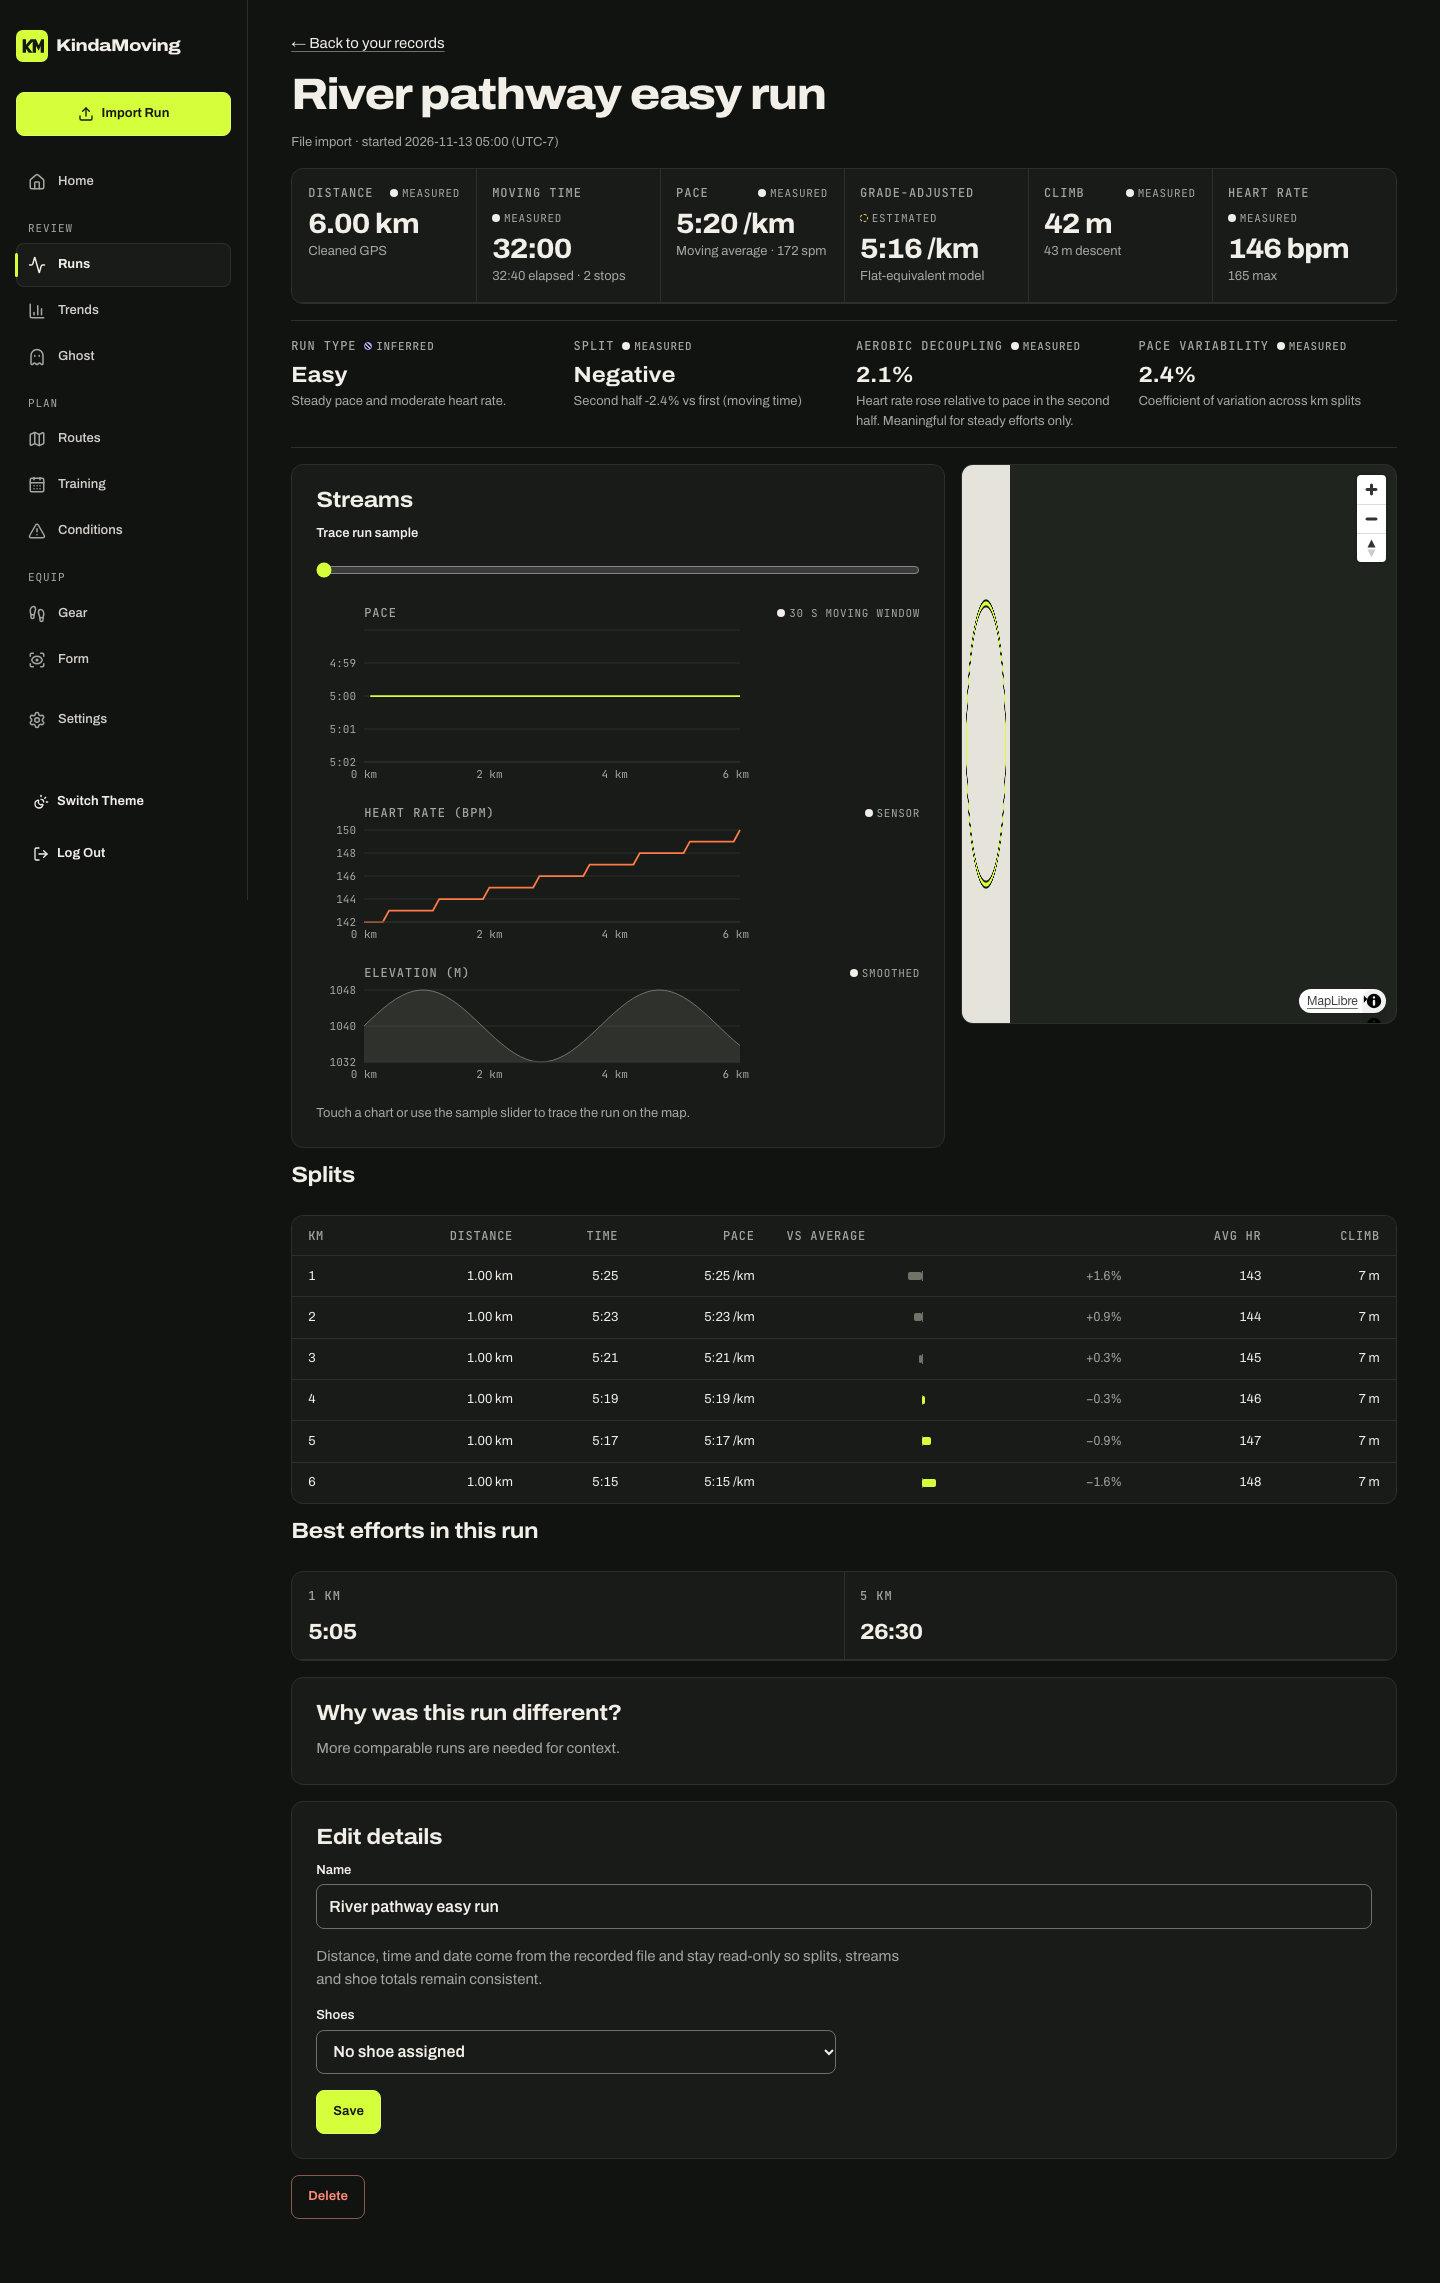 KM KindaMoving
Import Run
Home
REVIEW
Runs
Trends
Ghost
PLAN
Routes
Training
Conditions
EQUIP
Gear
Form
Settings
Switch Theme
Log Out
← Back to your records
River pathway easy run
File import · started 2026-11-13 05:00 (UTC-7)
DISTANCE MEASURED
6.00 km
Cleaned GPS
MOVING TIME
MEASURED
32:00
32:40 elapsed · 2 stops
PACE MEASURED
5:20 /km
Moving average · 172 spm
GRADE-ADJUSTED
ESTIMATED
5:16 /km
Flat-equivalent model
CLIMB MEASURED
42 m
43 m descent
HEART RATE
MEASURED
146 bpm
165 max
RUN TYPE INFERRED
Easy
Steady pace and moderate heart rate.
SPLIT MEASURED
Negative
Second half -2.4% vs first (moving time)
AEROBIC DECOUPLING MEASURED
2.1%
Heart rate rose relative to pace in the second
half. Meaningful for steady efforts only.
PACE VARIABILITY MEASURED
2.4%
Coefficient of variation across km splits
Streams
Trace run sample
PACE 30 S MOVING WINDOW
4:59
5:00
5:01
5:02
0 km 2 km 4 km 6 km
HEART RATE (BPM) SENSOR
150
148
146
144
142
0 km 2 km 4 km 6 km
ELEVATION (M) SMOOTHED
1048
1040
1032
0 km 2 km 4 km 6 km
Touch a chart or use the sample slider to trace the run on the map.
MapLibre
Splits
KM DISTANCE TIME PACE VS AVERAGE AVG HR CLIMB
1 1.00 km 5:25 5:25 /km +1.6% 143 7 m
2 1.00 km 5:23 5:23 /km +0.9% 144 7 m
3 1.00 km 5:21 5:21 /km +0.3% 145 7 m
4 1.00 km 5:19 5:19 /km −0.3% 146 7 m
5 1.00 km 5:17 5:17 /km −0.9% 147 7 m
6 1.00 km 5:15 5:15 /km −1.6% 148 7 m
Best efforts in this run
1 KM
5:05
5 KM
26:30
Why was this run different?
More comparable runs are needed for context.
Edit details
Name
River pathway easy run
Distance, time and date come from the recorded file and stay read-only so splits, streams
and shoe totals remain consistent.
Shoes
No shoe assigned
Save
Delete